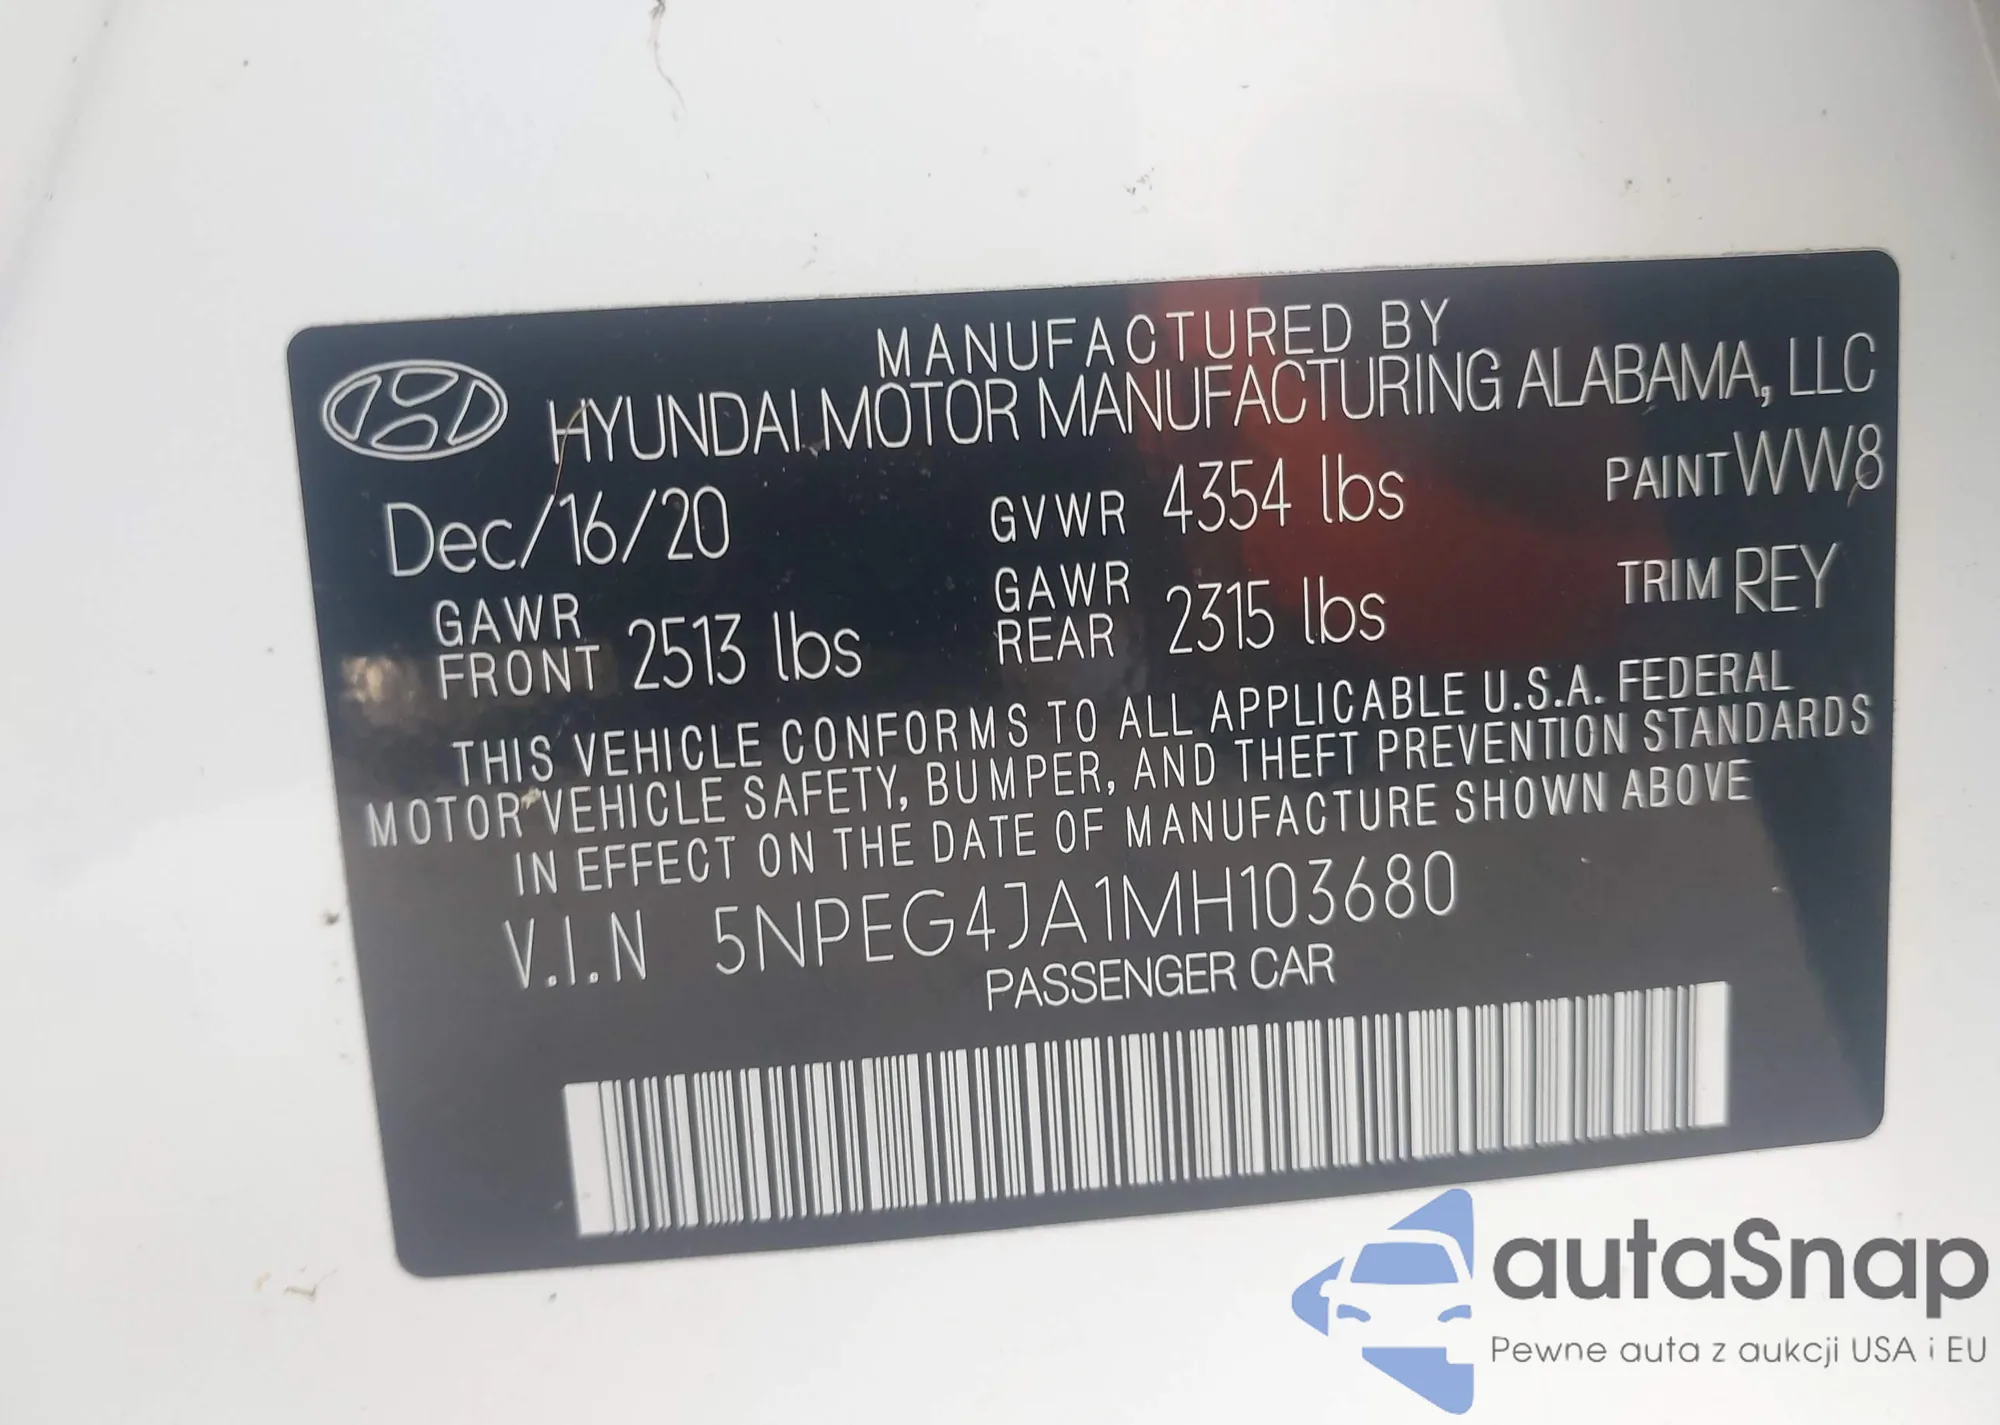 MANUFACTURED BY
HYUNDAI MOTOR MANUFACTURING ALABAMA, LLC
Dec/16/20 GVWR 4354 lbs PAINT WW8
GAWR FRONT 2513 lbs GAWR REAR 2315 lbs TRIM REY
THIS VEHICLE CONFORMS TO ALL APPLICABLE U.S.A. FEDERAL
MOTOR VEHICLE SAFETY, BUMPER, AND THEFT PREVENTION STANDARDS
IN EFFECT ON THE DATE OF MANUFACTURE SHOWN ABOVE
V.I.N 5NPEG4JA1MH103680
PASSENGER CAR
autaSnap
Pewne auta z aukcji USA i EU